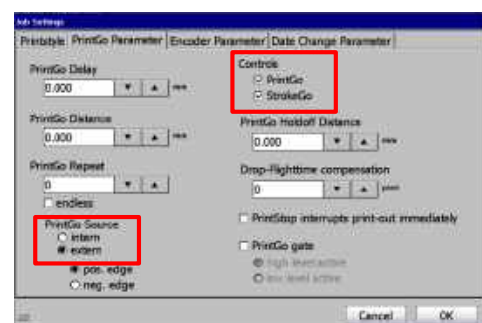 Job Settings
Printstyle PrintGo Parameter Encoder Parameter Date Change Parameter
PrintGo Delay
0.000 mm
PrintGo Distance
0.000 mm
PrintGo Repeat
0
endless
PrintGo Source
intern
extern
pos. edge
neg. edge
Controls
PrintGo
StrokeGo
PrintGo Holdoff Distance
0.000 mm
Drop-Flighttime compensation
0
PrintStop interrupts print-out immediately
PrintGo gate
high level active
low level active
Cancel OK